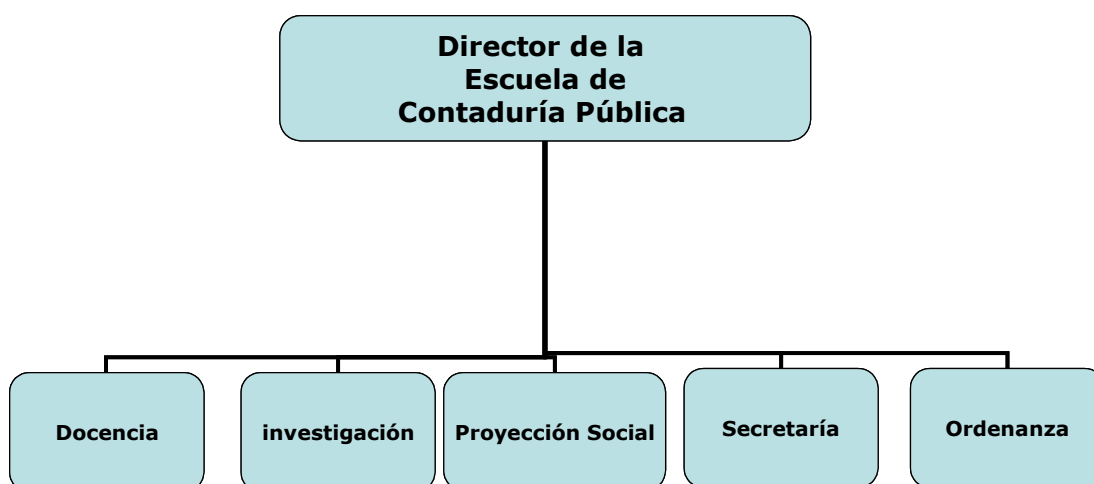 Director de la
Escuela de
Contaduría Pública
Docencia
investigación
Proyección Social
Secretaría
Ordenanza